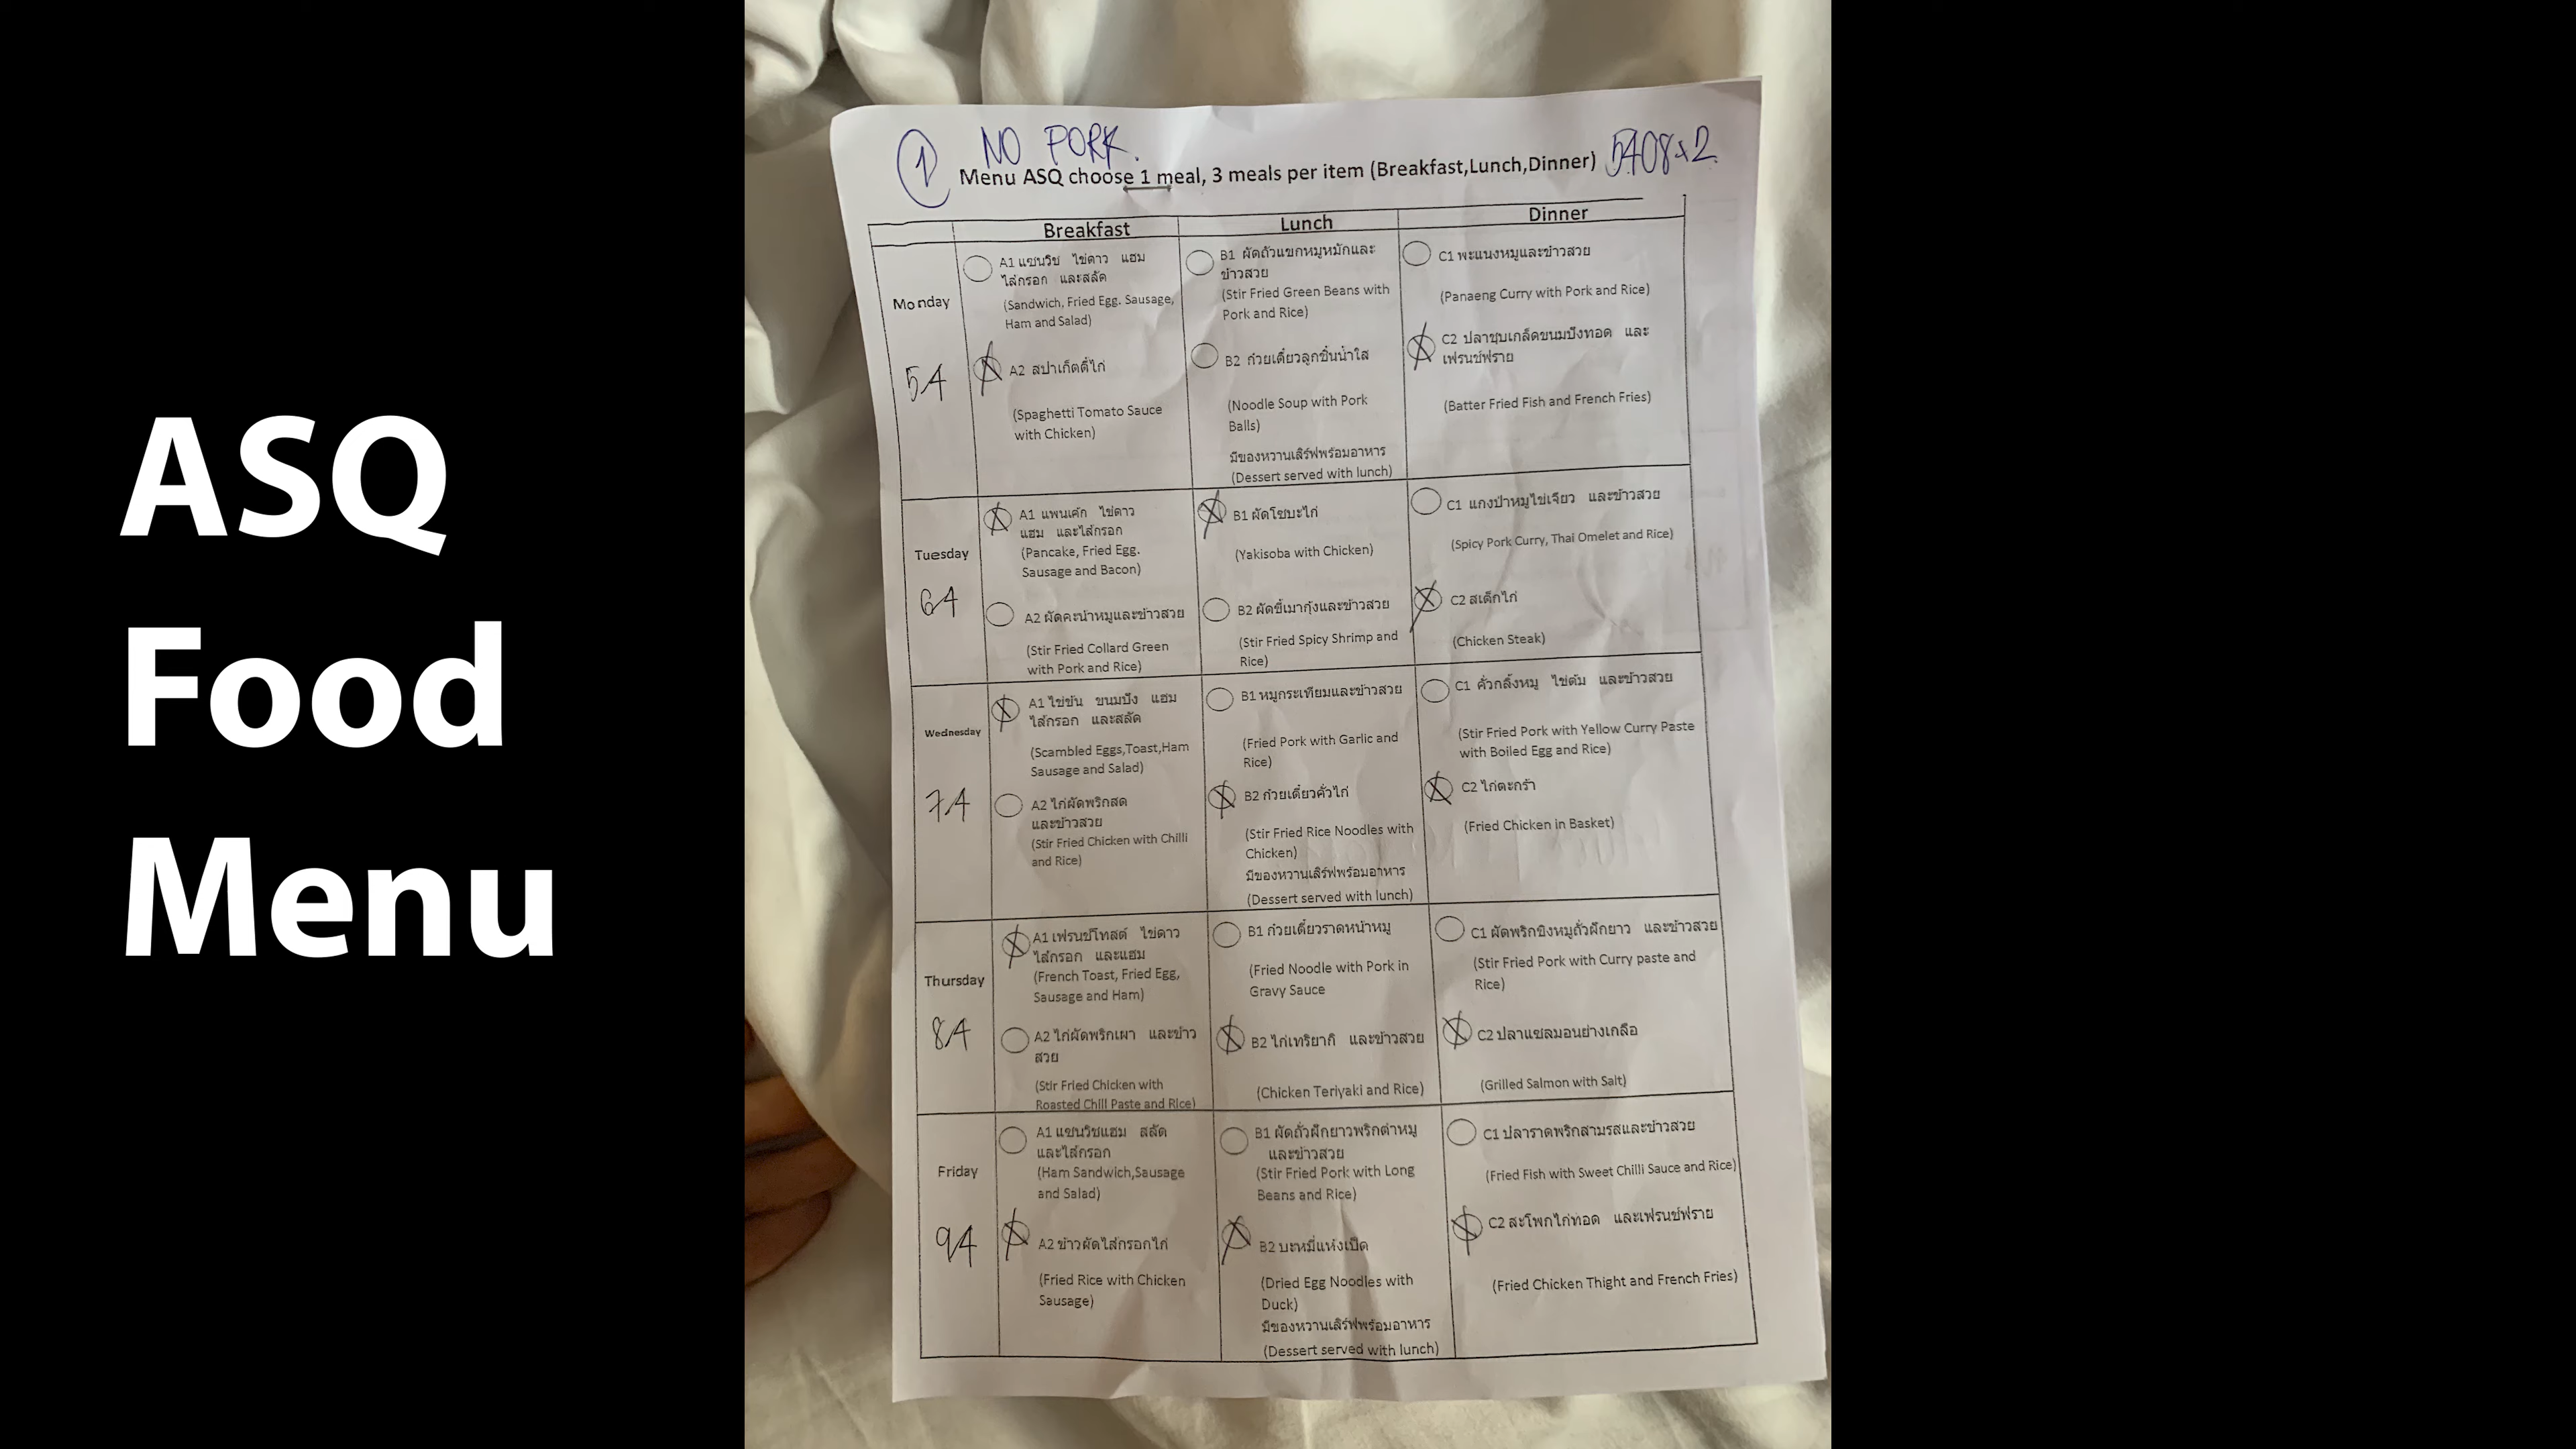 ASQ
Food
Menu
1 NO PORK.
Menu ASQ choose 1 meal, 3 meals per item (Breakfast,Lunch,Dinner) 5408x2
Breakfast Lunch Dinner
Monday
5A
A1 แซนวิช ไข่ดาว แฮม
ไส้กรอก และสลัด
(Sandwich, Fried Egg. Sausage,
Ham and Salad)
A2 สปาเก็ตตี้ไก่
(Spaghetti Tomato Sauce
with Chicken)
B1 ผัดถั่วแขกหมูหมักและ
ข้าวสวย
(Stir Fried Green Beans with
Pork and Rice)
B2 ก๋วยเตี๋ยวลูกชิ้นน้ำใส
(Noodle Soup with Pork
Balls)
มีของหวานเสิร์ฟพร้อมอาหาร
(Dessert served with lunch)
C1 พะแนงหมูและข้าวสวย
(Panaeng Curry with Pork and Rice)
C2 ปลาชุบเกล็ดขนมปังทอด และ
เฟรนช์ฟราย
(Batter Fried Fish and French Fries)
Tuesday
6A
A1 แพนเค้ก ไข่ดาว
แฮม และไส้กรอก
(Pancake, Fried Egg.
Sausage and Bacon)
A2 ผัดคะน้าหมูและข้าวสวย
(Stir Fried Collard Green
with Pork and Rice)
B1 ผัดโซบะไก่
(Yakisoba with Chicken)
B2 ผัดขี้เมากุ้งและข้าวสวย
(Stir Fried Spicy Shrimp and
Rice)
C1 แกงป่าหมูไข่เจียว และข้าวสวย
(Spicy Pork Curry, Thai Omelet and Rice)
C2 สเต็กไก่
(Chicken Steak)
Wednesday
7A
A1 ไข่ข้น ขนมปัง แฮม
ไส้กรอก และสลัด
(Scambled Eggs,Toast,Ham
Sausage and Salad)
A2 ไก่ผัดพริกสด
และข้าวสวย
(Stir Fried Chicken with Chilli
and Rice)
B1 หมูกระเทียมและข้าวสวย
(Fried Pork with Garlic and
Rice)
B2 ก๋วยเตี๋ยวคั่วไก่
(Stir Fried Rice Noodles with
Chicken)
มีของหวานเสิร์ฟพร้อมอาหาร
(Dessert served with lunch)
C1 คั่วกลิ้งหมู ไข่ต้ม และข้าวสวย
(Stir Fried Pork with Yellow Curry Paste
with Boiled Egg and Rice)
C2 ไก่ตะกร้า
(Fried Chicken in Basket)
Thursday
8A
A1 เฟรนช์โทสต์ ไข่ดาว
ไส้กรอก และแฮม
(French Toast, Fried Egg,
Sausage and Ham)
A2 ไก่ผัดพริกเผา และข้าว
สวย
(Stir Fried Chicken with
Roasted Chili Paste and Rice)
B1 ก๋วยเตี๋ยวราดหน้าหมู
(Fried Noodle with Pork in
Gravy Sauce
B2 ไก่เทริยากิ และข้าวสวย
(Chicken Teriyaki and Rice)
C1 ผัดพริกขิงหมูถั่วฝักยาว และข้าวสวย
(Stir Fried Pork with Curry paste and
Rice)
C2 ปลาแซลมอนย่างเกลือ
(Grilled Salmon with Salt)
Friday
9A
A1 แซนวิชแฮม สลัด
และไส้กรอก
(Ham Sandwich,Sausage
and Salad)
A2 ข้าวผัดไส้กรอกไก่
(Fried Rice with Chicken
Sausage)
B1 ผัดถั่วฝักยาวพริกตำหมู
และข้าวสวย
(Stir Fried Pork with Long
Beans and Rice)
B2 บะหมี่แห้งเป็ด
(Dried Egg Noodles with
Duck)
มีของหวานเสิร์ฟพร้อมอาหาร
(Dessert served with lunch)
C1 ปลาราดพริกสามรสและข้าวสวย
(Fried Fish with Sweet Chilli Sauce and Rice)
C2 สะโพกไก่ทอด และเฟรนช์ฟราย
(Fried Chicken Thight and French Fries)